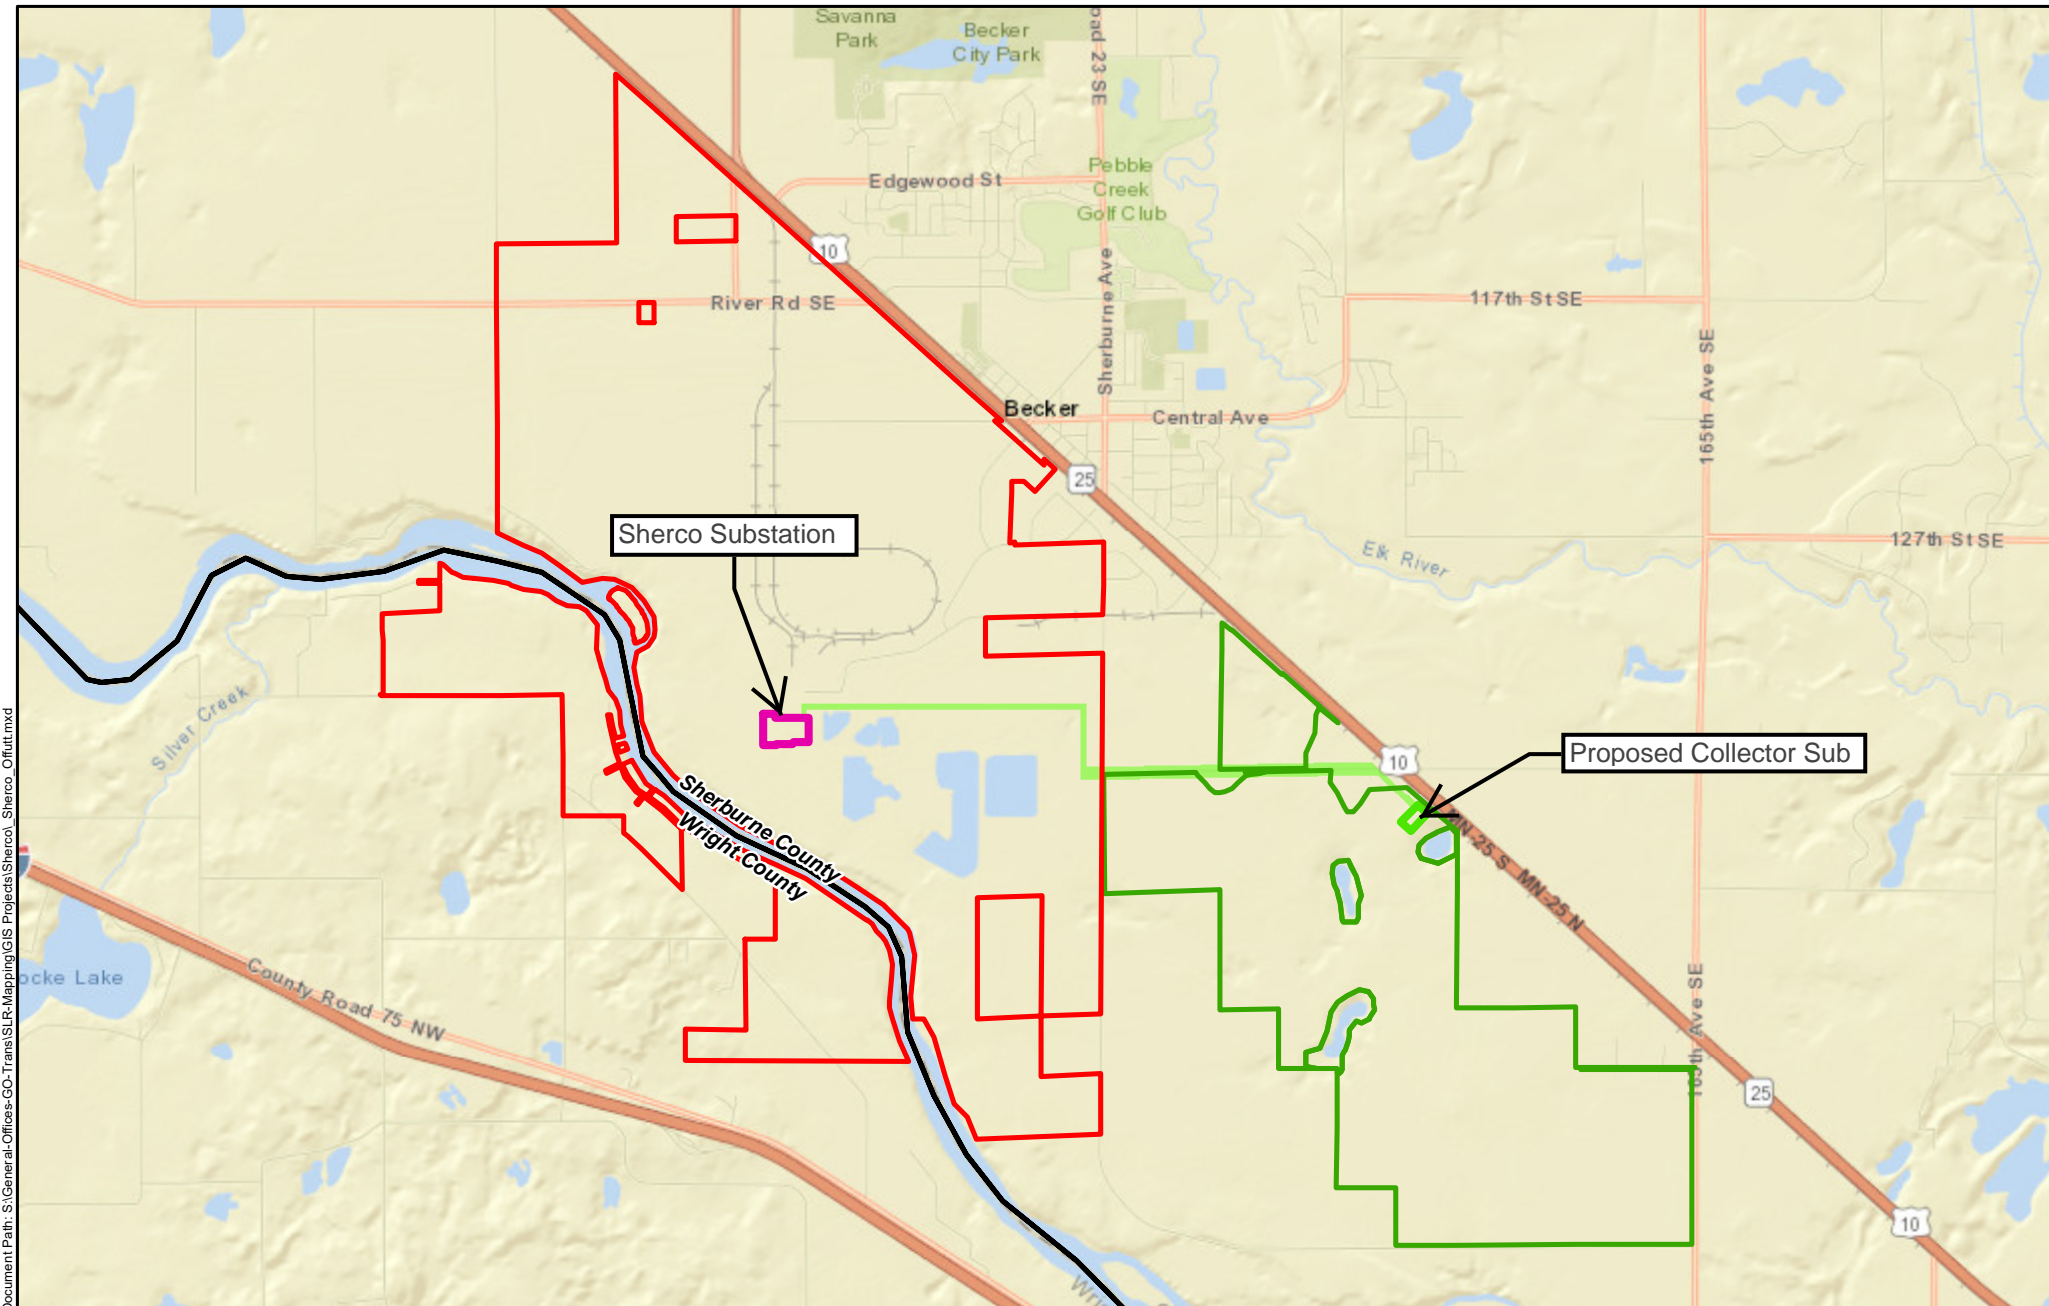 Savanna
Park
Becker
City Park
oad 23 SE
Pebble
Creek
Golf Club
Edgewood St
10
River Rd SE
Sherburne Ave
117th St SE
165th Ave SE
Becker
Central Ave
25
Sherco Substation
Elk River
127th St SE
Silver Creek
10
Proposed Collector Sub
Sherburne County
Wright County
MN-25 S
MN-25 N
ocke Lake
County Road 75 NW
165th Ave SE
25
10
Wri
Document Path: S:\General-Offices-GO-Trans\SLR-Mapping\GIS Projects\Sherco\_Sherco_Offutt.mxd